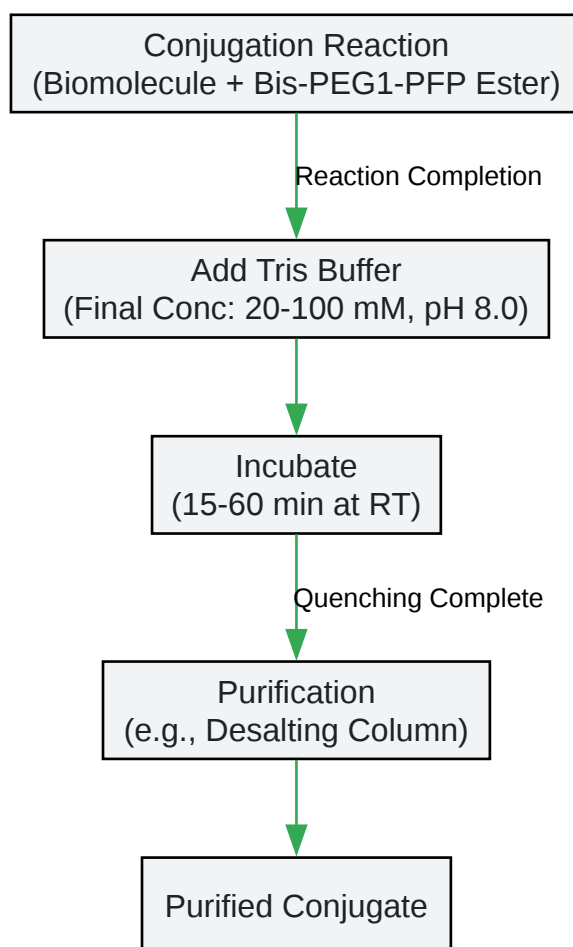 Conjugation Reaction
(Biomolecule + Bis-PEG1-PFP Ester)
Reaction Completion
Add Tris Buffer
(Final Conc: 20-100 mM, pH 8.0)
Incubate
(15-60 min at RT)
Quenching Complete
Purification
(e.g., Desalting Column)
Purified Conjugate